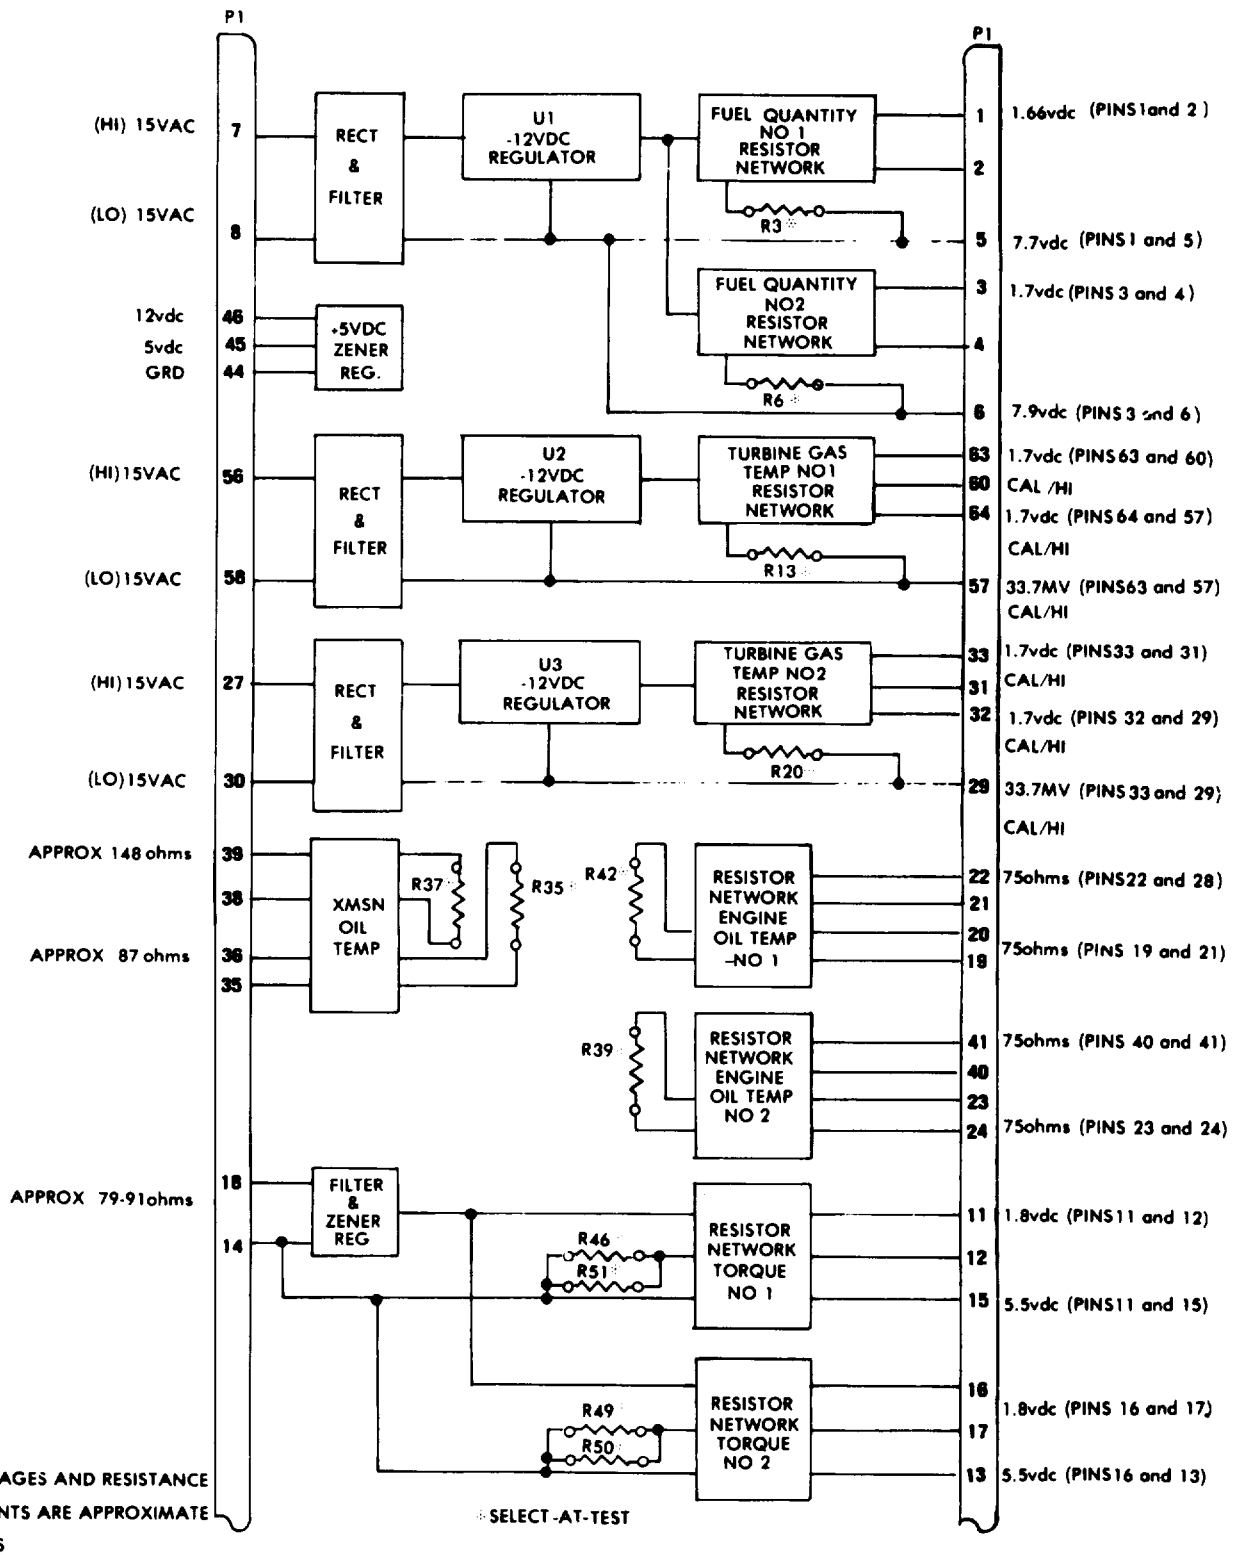 P1
P1
(HI) 15VAC
7
RECT
&
FILTER
U1
-12VDC
REGULATOR
FUEL QUANTITY
NO 1
RESISTOR
NETWORK
1
1.66vdc (PINS 1 and 2)
2
(LO) 15VAC
8
R3
5
7.7vdc (PINS 1 and 5)
12vdc
46
5vdc
45
GRD
44
+5VDC
ZENER
REG.
FUEL QUANTITY
NO2
RESISTOR
NETWORK
3
1.7vdc (PINS 3 and 4)
4
R6
6
7.9vdc (PINS 3 and 6)
(HI) 15VAC
56
RECT
&
FILTER
U2
-12VDC
REGULATOR
TURBINE GAS
TEMP NO1
RESISTOR
NETWORK
63
1.7vdc (PINS 63 and 60)
60
CAL /HI
64
1.7vdc (PINS 64 and 57)
CAL/HI
(LO) 15VAC
58
R13
57
33.7MV (PINS63 and 57)
CAL/HI
(HI) 15VAC
27
RECT
&
FILTER
U3
-12VDC
REGULATOR
TURBINE GAS
TEMP NO2
RESISTOR
NETWORK
33
1.7vdc (PINS33 and 31)
31
CAL/HI
32
1.7vdc (PINS 32 and 29)
CAL/HI
(LO) 15VAC
30
R20
29
33.7MV (PINS 33 and 29)
CAL/HI
APPROX 148 ohms
39
38
APPROX 87 ohms
36
35
XMSN
OIL
TEMP
R37
R35
R42
RESISTOR
NETWORK
ENGINE
OIL TEMP
-NO 1
22
75ohms (PINS22 and 28)
21
20
19
75ohms (PINS 19 and 21)
R39
RESISTOR
NETWORK
ENGINE
OIL TEMP
NO 2
41
75ohms (PINS 40 and 41)
40
23
24
75ohms (PINS 23 and 24)
APPROX 79-91ohms
18
14
FILTER
&
ZENER
REG
R46
R51
RESISTOR
NETWORK
TORQUE
NO 1
11
1.8vdc (PINS 11 and 12)
12
15
5.5vdc (PINS 11 and 15)
R49
R50
RESISTOR
NETWORK
TORQUE
NO 2
16
1.8vdc (PINS 16 and 17)
17
13
5.5vdc (PINS 16 and 13)
AGES AND RESISTANCE
NTS ARE APPROXIMATE
S
*SELECT-AT-TEST